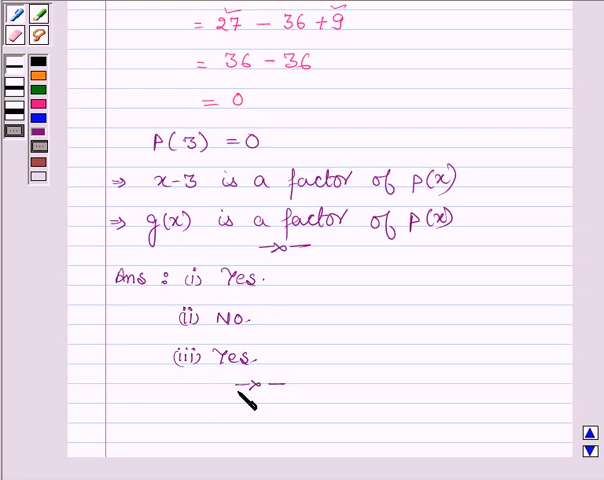 = 27 - 36 + 9
= 36 - 36
= 0
P(3) = 0
⇒ x-3 is a factor of p(x)
⇒ g(x) is a factor of p(x)
Ans : (i) Yes.
(ii) No.
(iii) Yes.